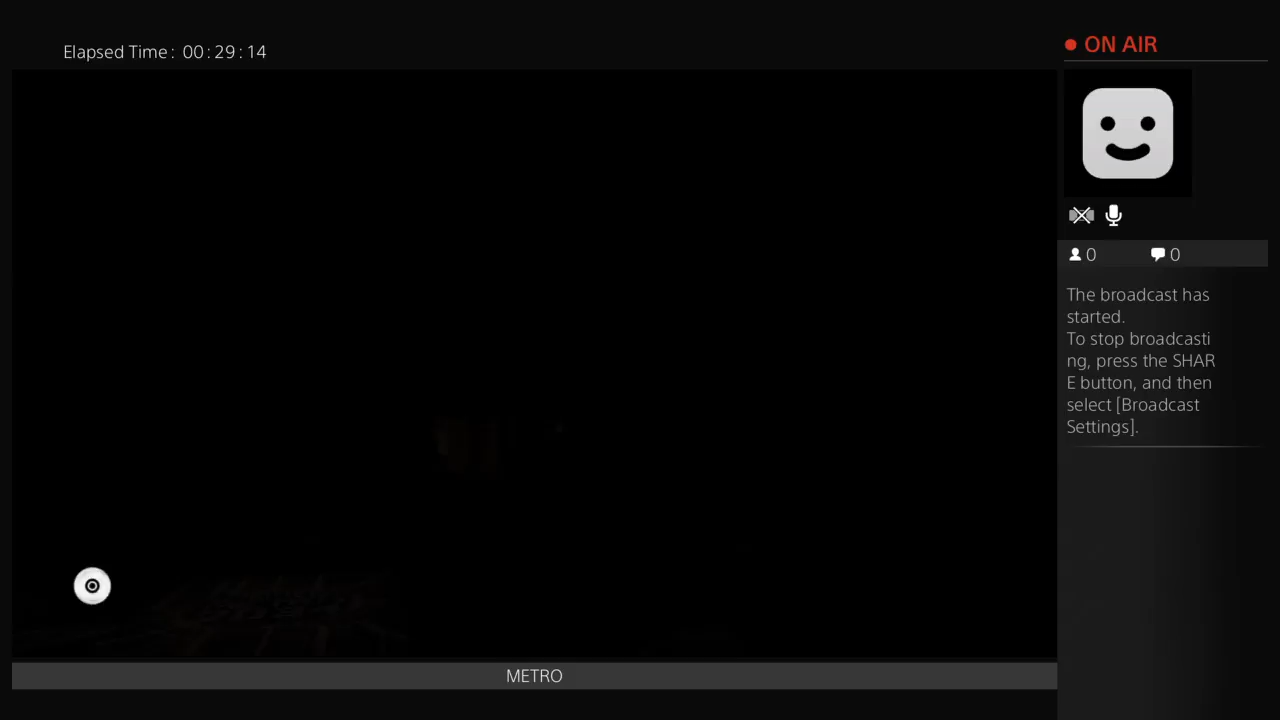 Elapsed Time: 00:29:14
ON AIR
0 0
The broadcast has
started.
To stop broadcasti
ng, press the SHAR
E button, and then
select [Broadcast
Settings].
METRO